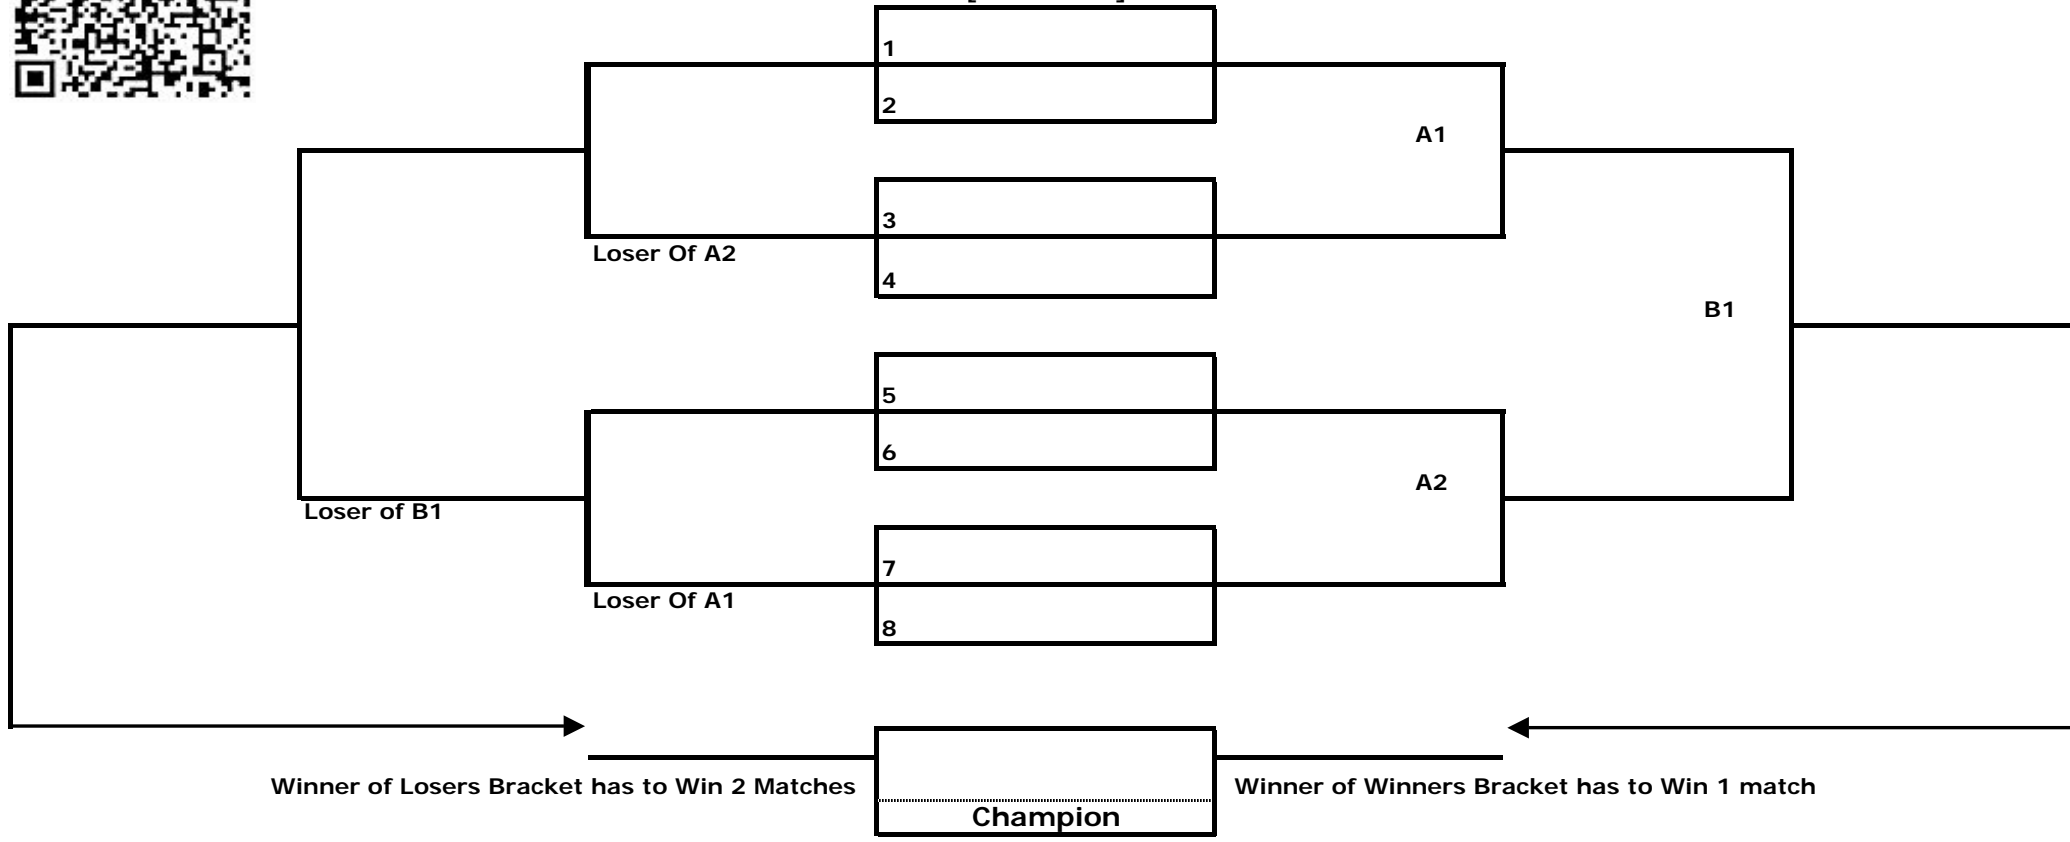 1
2
A1
3
Loser Of A2
4
B1
5
6
A2
Loser of B1
7
Loser Of A1
8
Winner of Losers Bracket has to Win 2 Matches
Winner of Winners Bracket has to Win 1 match
Champion